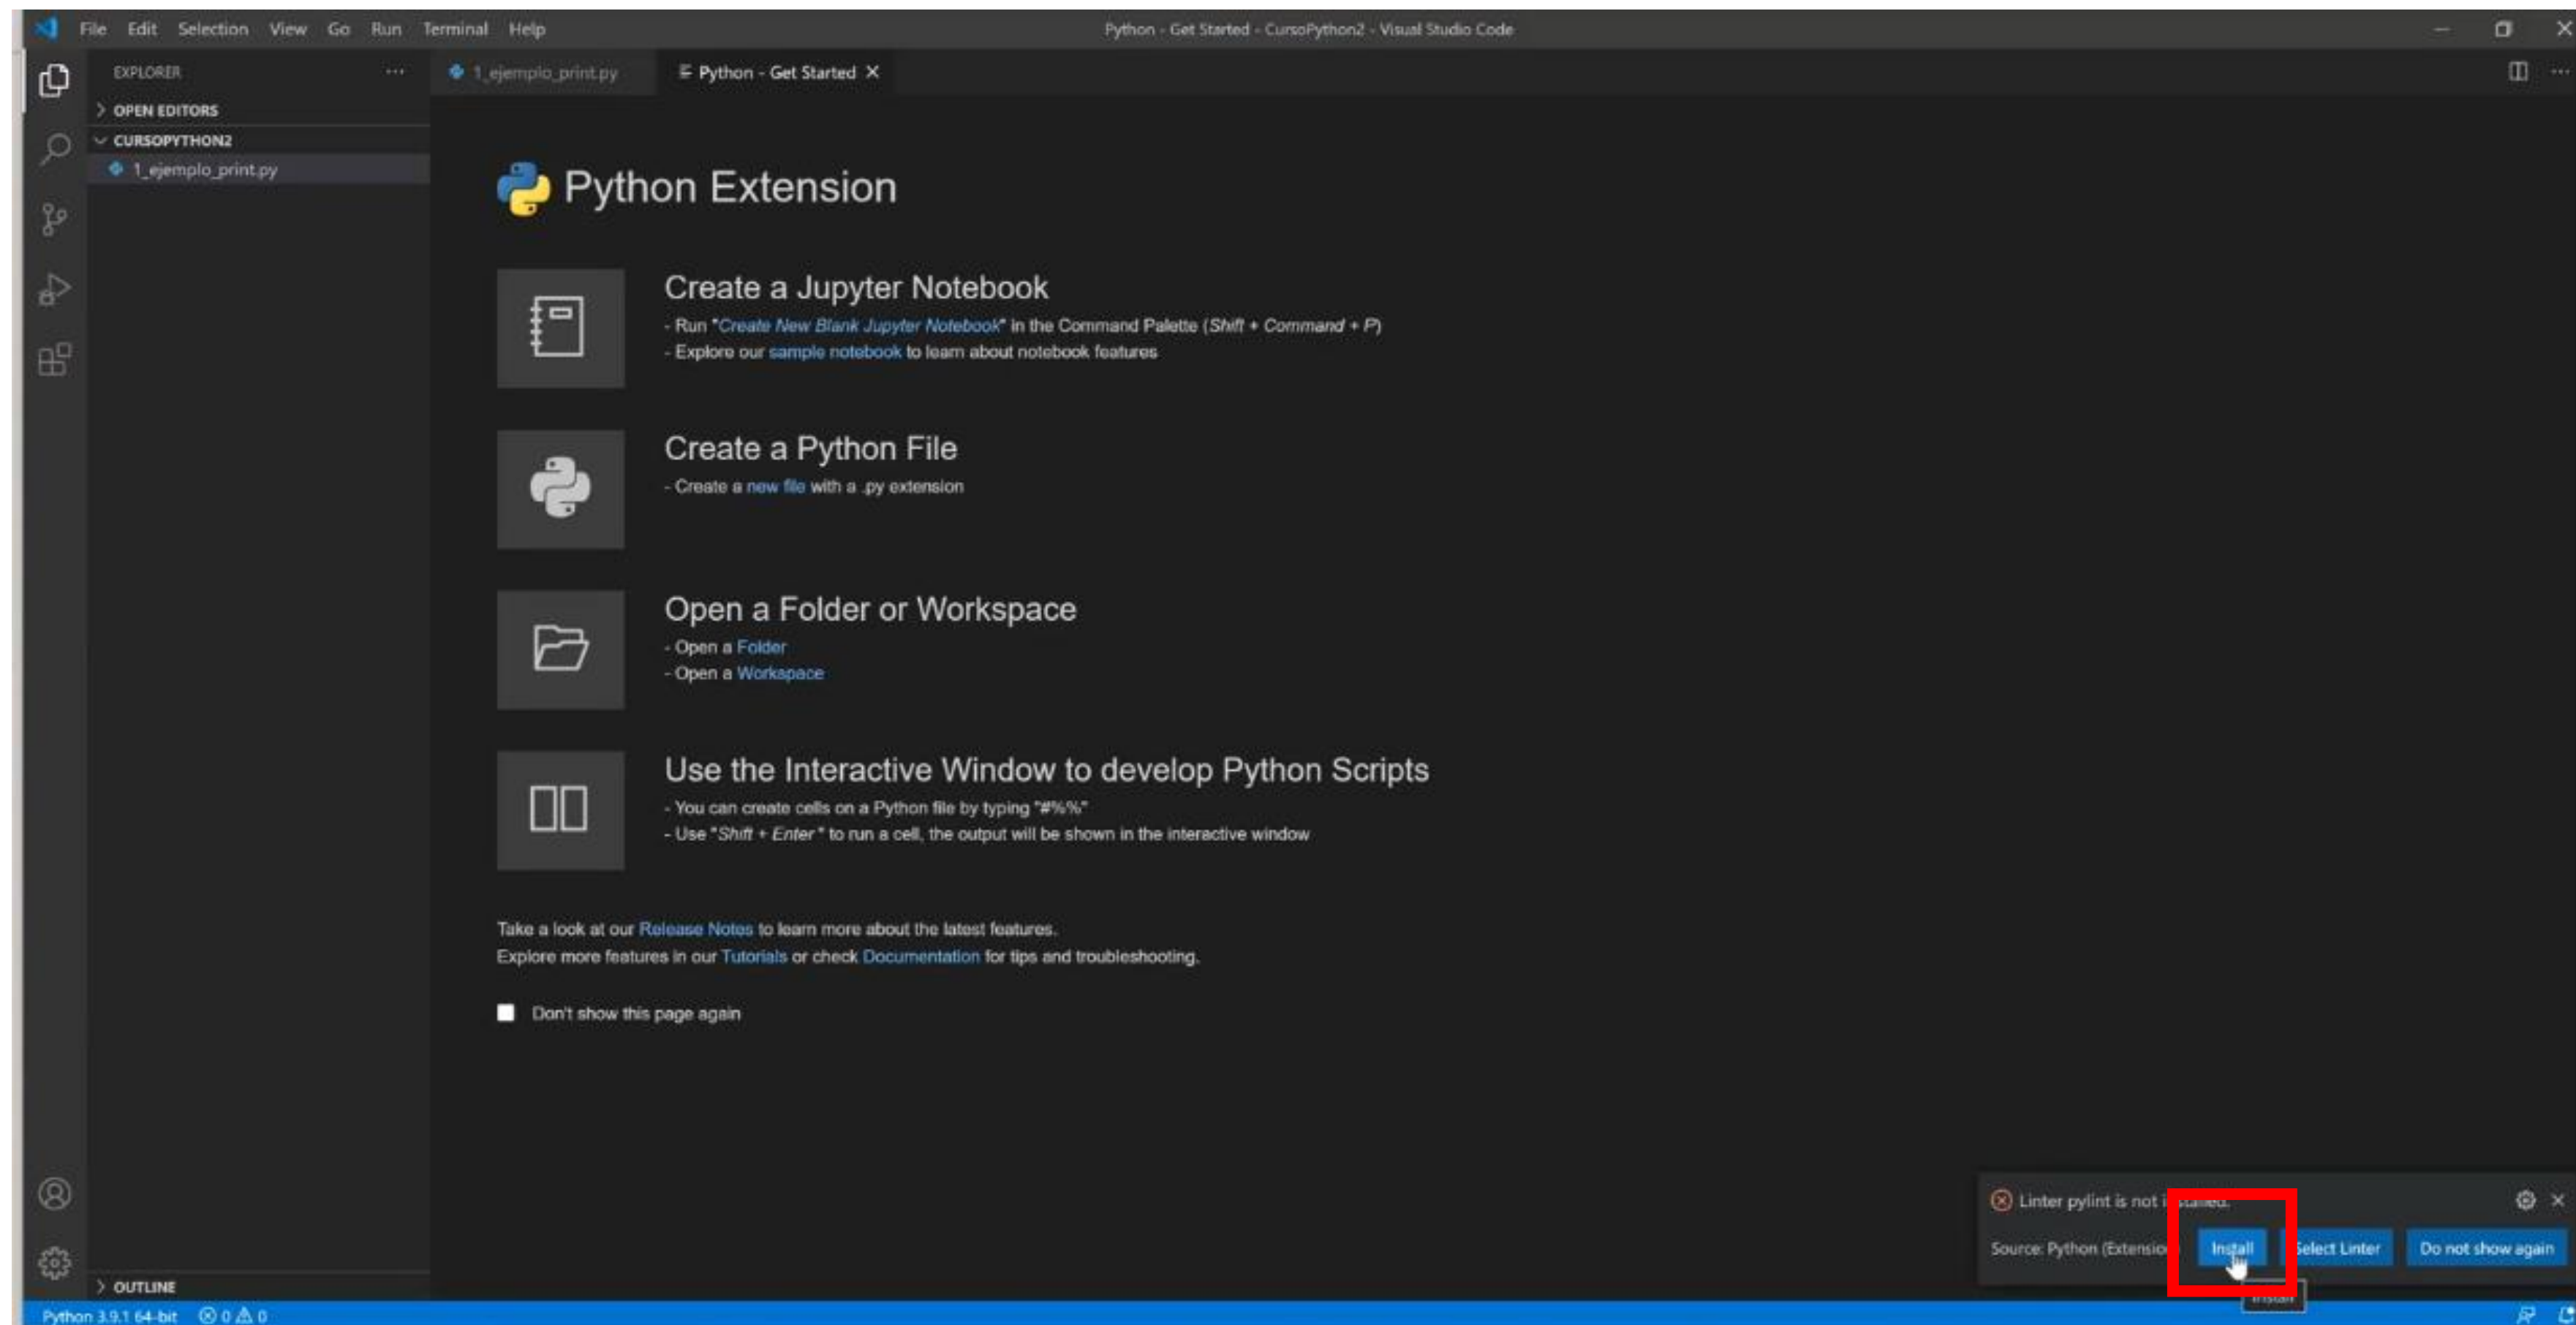 File Edit Selection View Go Run Terminal Help
Python - Get Started - CursoPython2 - Visual Studio Code
EXPLORER
1_ejemplo_print.py
Python - Get Started
OPEN EDITORS
CURSOPYTHON2
1_ejemplo_print.py
Python Extension
Create a Jupyter Notebook
- Run "Create New Blank Jupyter Notebook" in the Command Palette (Shift + Command + P)
- Explore our sample notebook to learn about notebook features
Create a Python File
- Create a new file with a .py extension
Open a Folder or Workspace
- Open a Folder
- Open a Workspace
Use the Interactive Window to develop Python Scripts
- You can create cells on a Python file by typing "#%%"
- Use "Shift + Enter" to run a cell, the output will be shown in the interactive window
Take a look at our Release Notes to learn more about the latest features.
Explore more features in our Tutorials or check Documentation for tips and troubleshooting.
Don't show this page again
Linter pylint is not installed.
Source: Python (Extension
Install
Select Linter
Do not show again
Install
OUTLINE
Python 3.9.1 64-bit 0 0